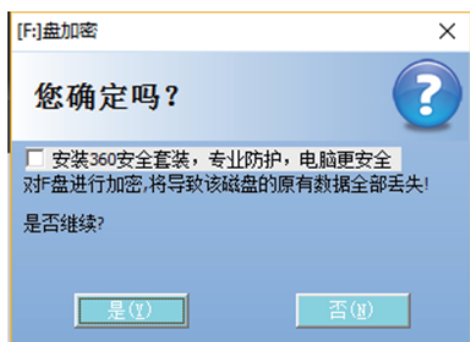 [F:]盘加密
您确定吗？
安装360安全套装，专业防护，电脑更安全
对F盘进行加密,将导致该磁盘的原有数据全部丢失!
是否继续?
是(Y) 否(N)